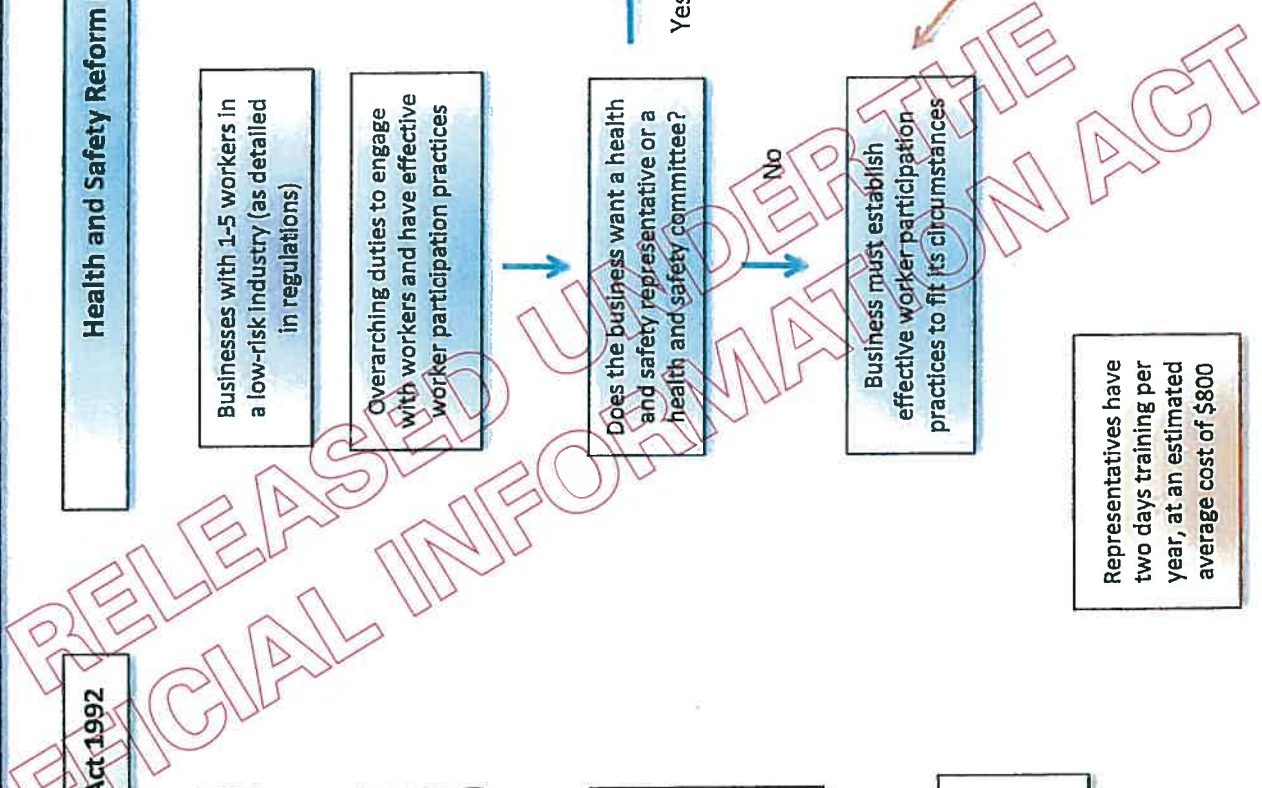 Act 1992
Health and Safety Reform
Businesses with 1-5 workers in
a low-risk industry (as detailed
in regulations)
Overarching duties to engage
with workers and have effective
worker participation practices
Does the business want a health
and safety representative or a
health and safety committee?
Yes
No
Business must establish
effective worker participation
practices to fit its circumstances
Representatives have
two days training per
year, at an estimated
average cost of $800
RELEASED UNDER THE
INFORMATION ACT